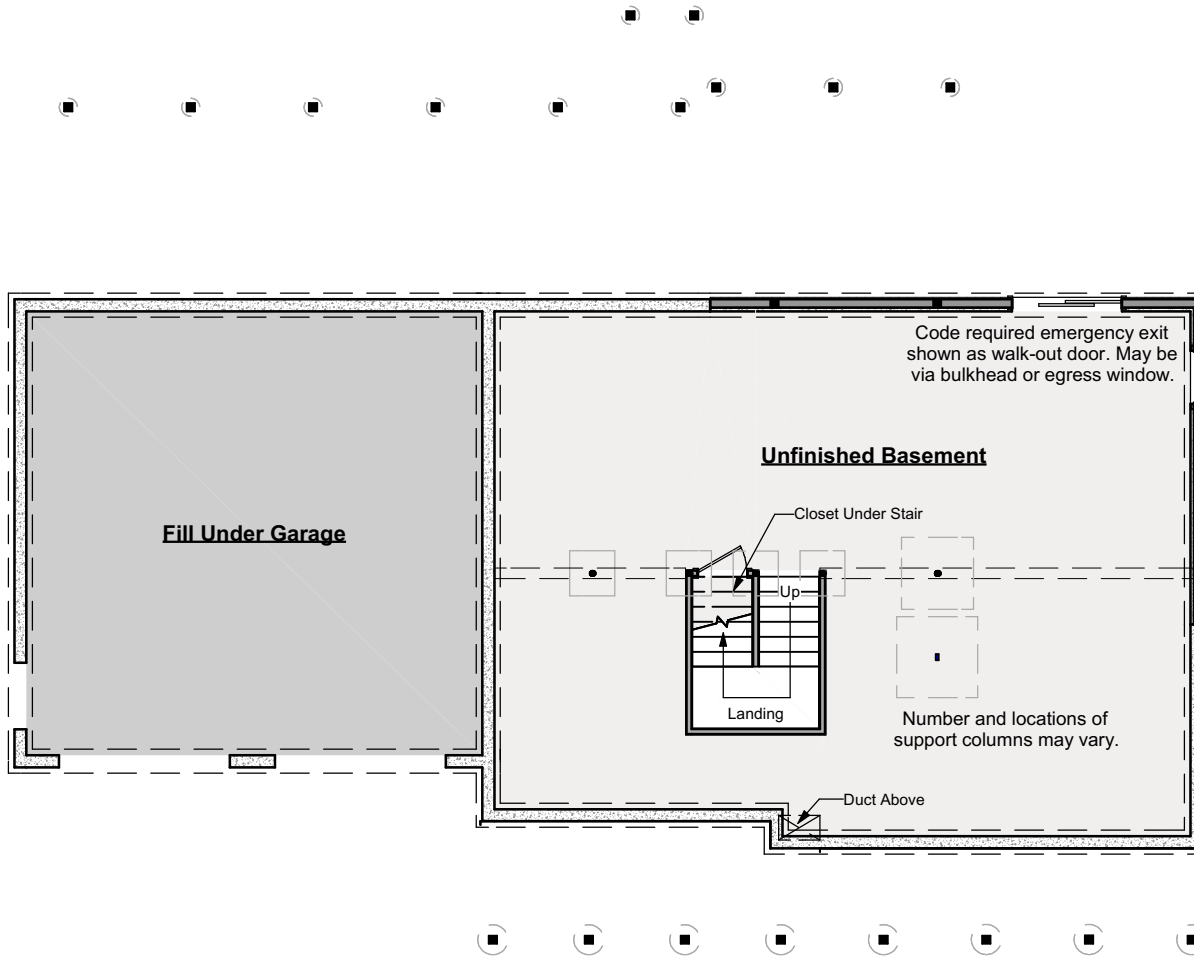 Code required emergency exit
shown as walk-out door. May be
via bulkhead or egress window.
Unfinished Basement
Closet Under Stair
Fill Under Garage
Up
Landing
Number and locations of
support columns may vary.
Duct Above